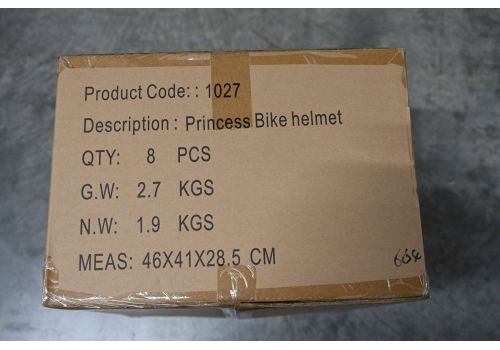 Product Code: : 1027
Description : Princess Bike helmet
QTY: 8 PCS
G.W: 2.7 KGS
N.W: 1.9 KGS
MEAS: 46X41X28.5 CM